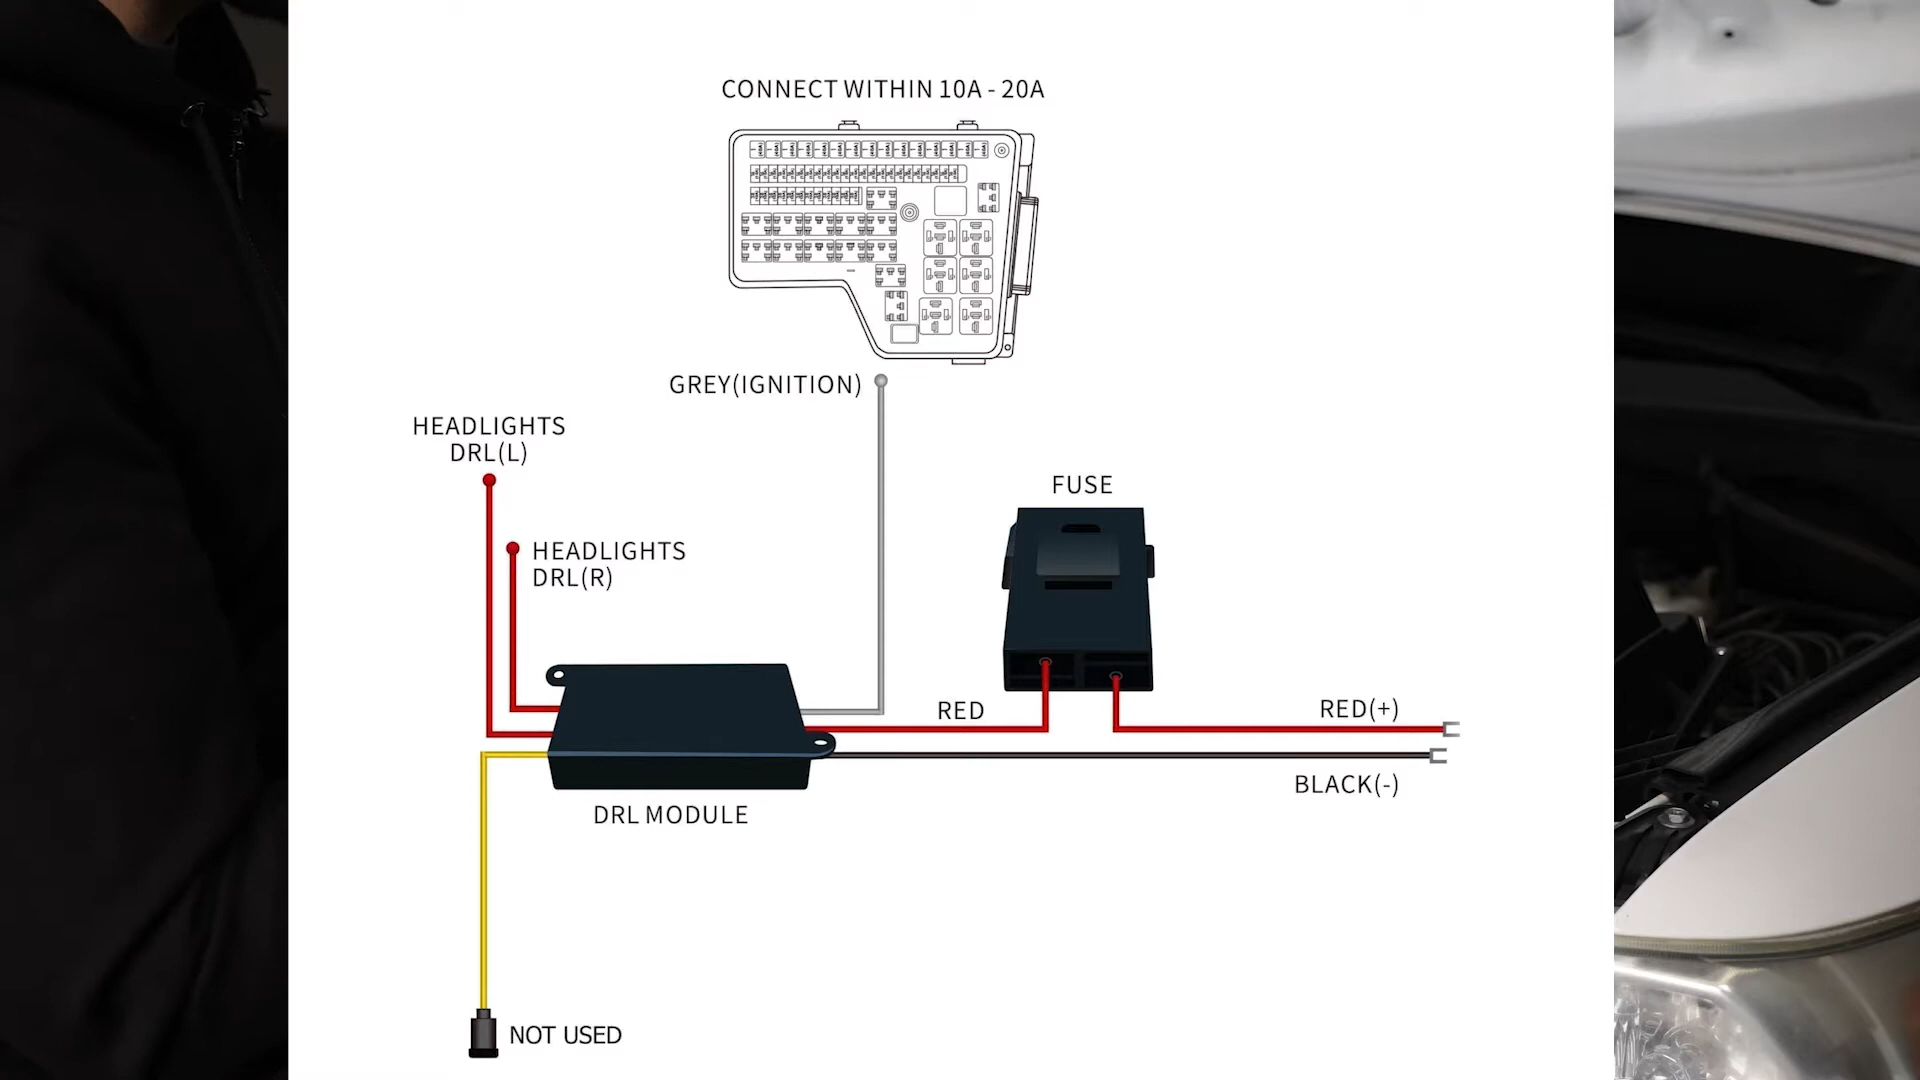 CONNECT WITHIN 10A - 20A
GREY(IGNITION)
HEADLIGHTS
DRL(L)
HEADLIGHTS
DRL(R)
FUSE
RED
RED(+)
BLACK(-)
DRL MODULE
NOT USED